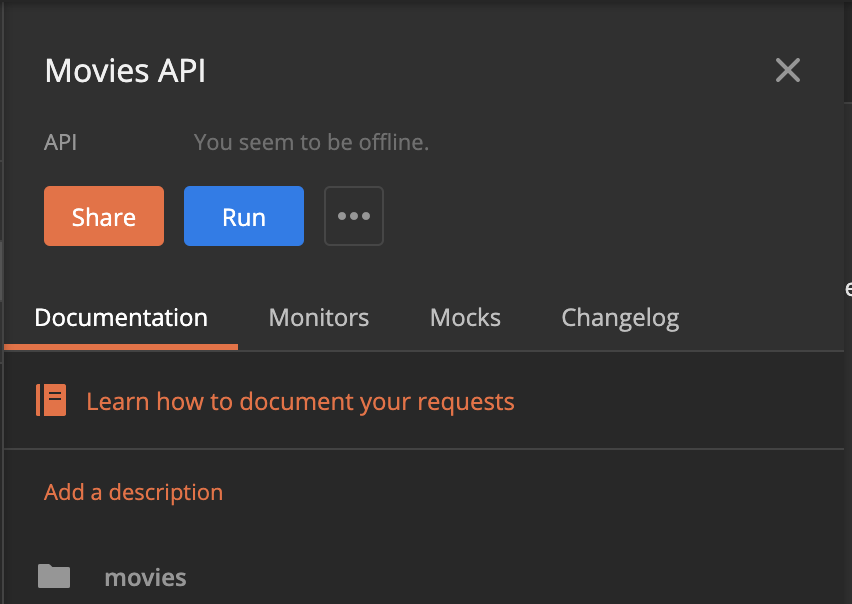 Movies API
API You seem to be offline.
Share Run
Documentation Monitors Mocks Changelog
Learn how to document your requests
Add a description
movies